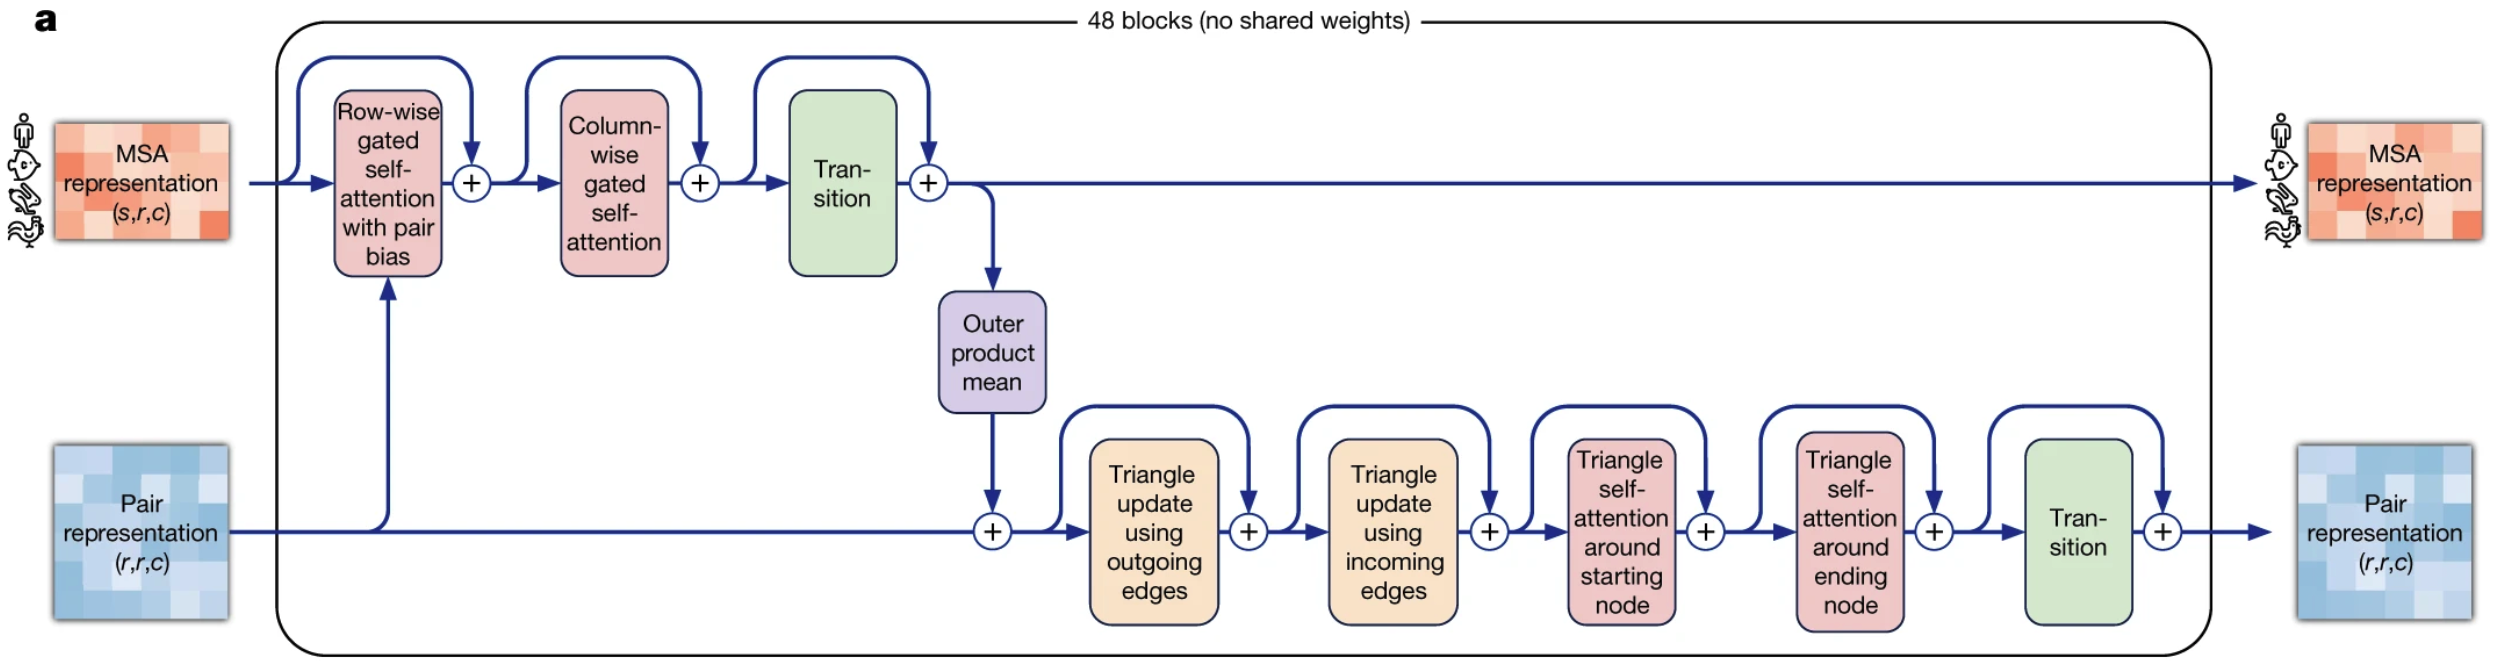 a
48 blocks (no shared weights)
MSA
representation
(s,r,c)
Row-wise
gated
self-
attention
with pair
bias
+
Column-
wise
gated
self-
attention
+
Tran-
sition
+
MSA
representation
(s,r,c)
Outer
product
mean
Pair
representation
(r,r,c)
+
Triangle
update
using
outgoing
edges
+
Triangle
update
using
incoming
edges
+
Triangle
self-
attention
around
starting
node
+
Triangle
self-
attention
around
ending
node
+
Tran-
sition
+
Pair
representation
(r,r,c)